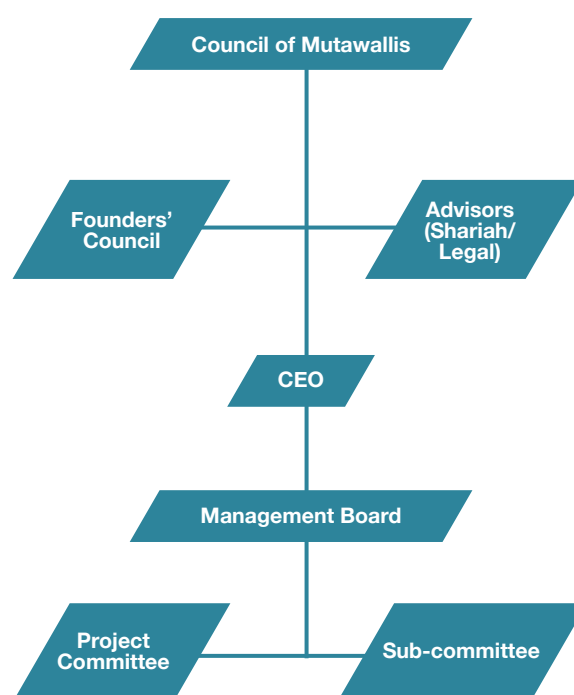 Council of Mutawallis
Founders’
Council
Advisors
(Shariah/
Legal)
CEO
Management Board
Project
Committee
Sub-committee